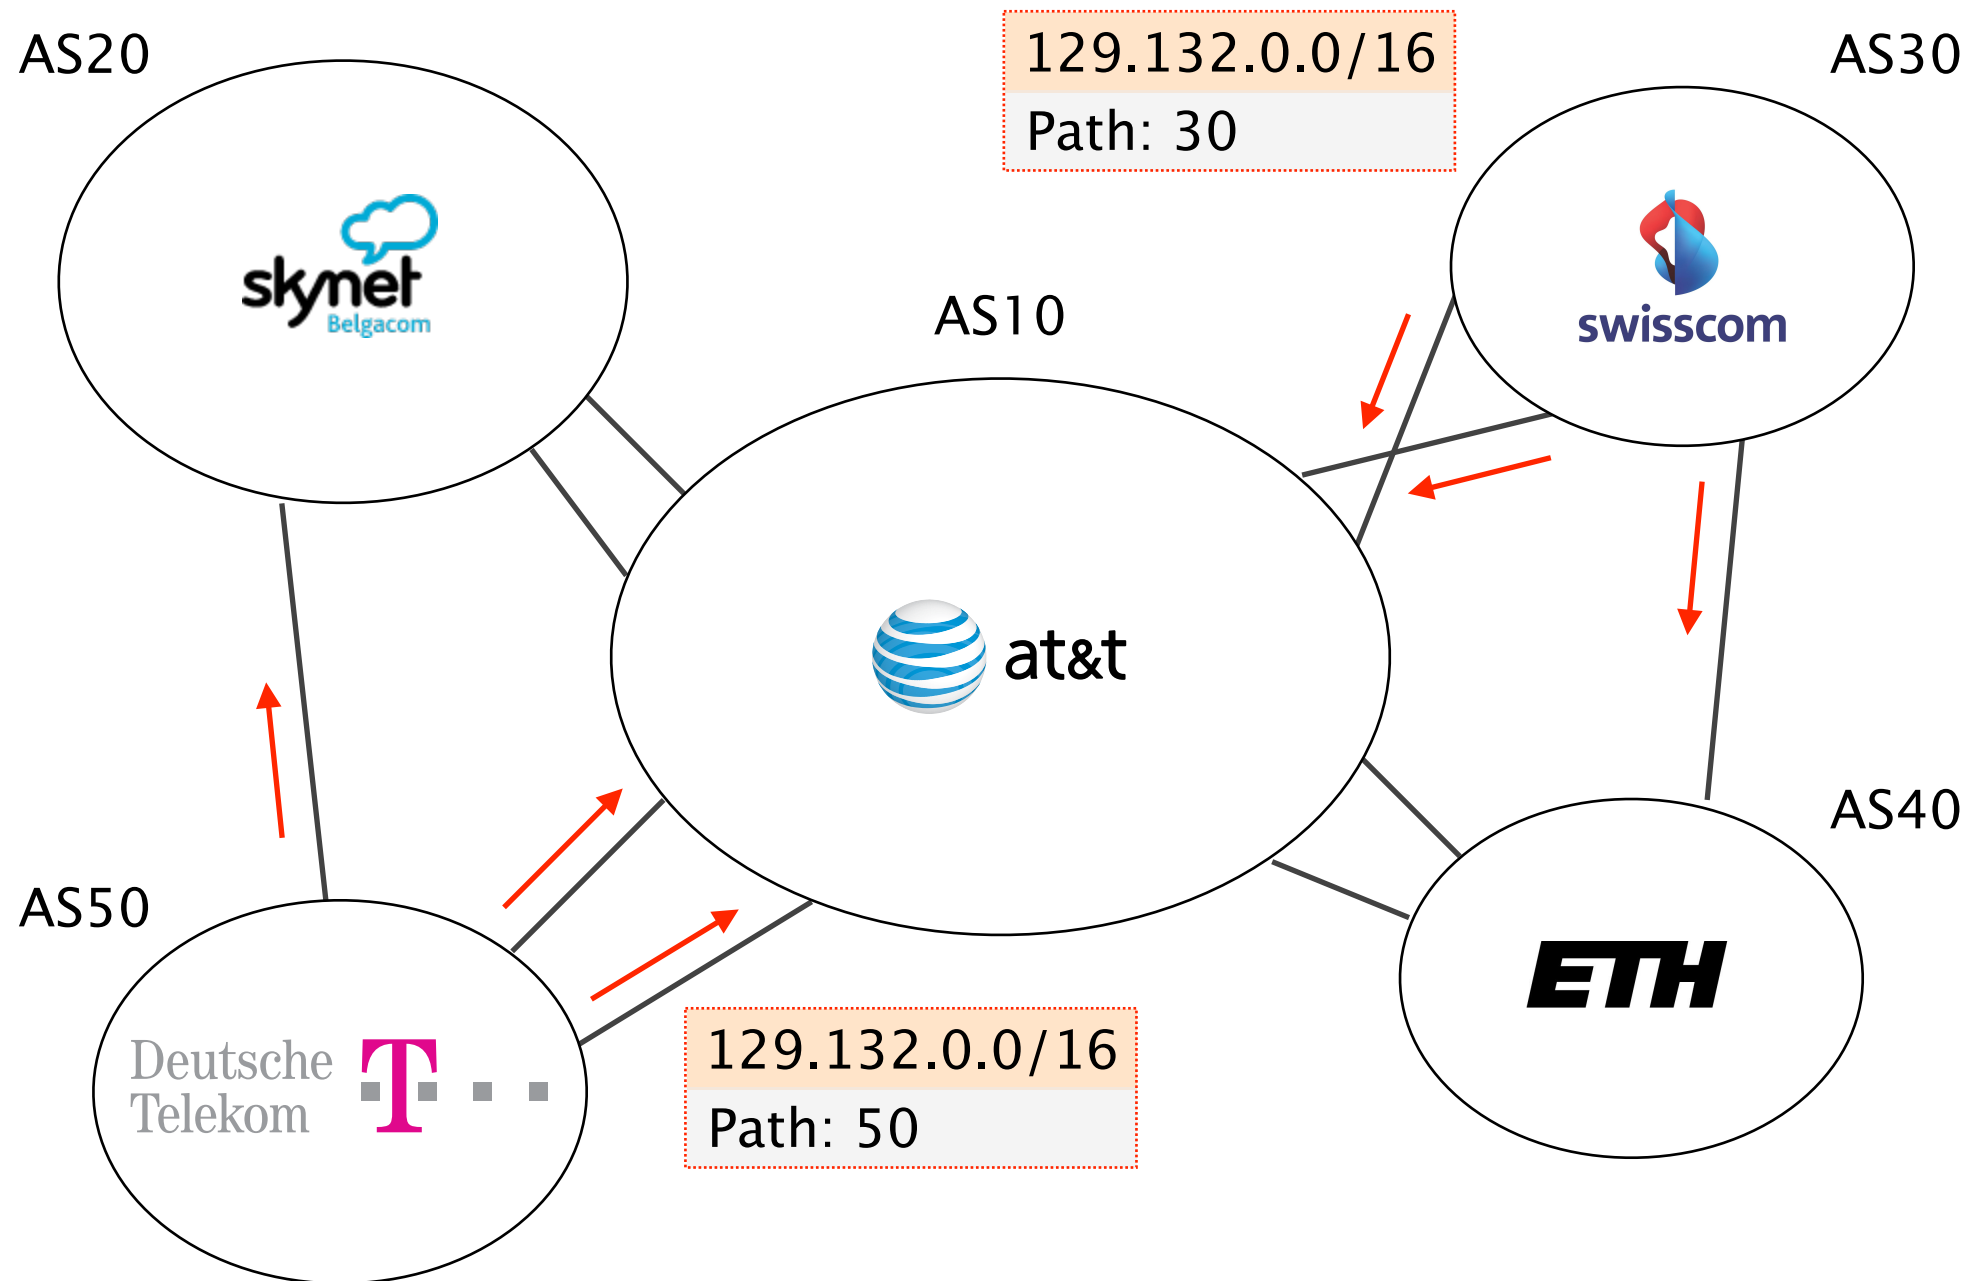 AS20
129.132.0.0/16
Path: 30
AS30
skynet
Belgacom
AS10
swisscom
at&t
AS40
AS50
ETH
Deutsche
Telekom
T
129.132.0.0/16
Path: 50